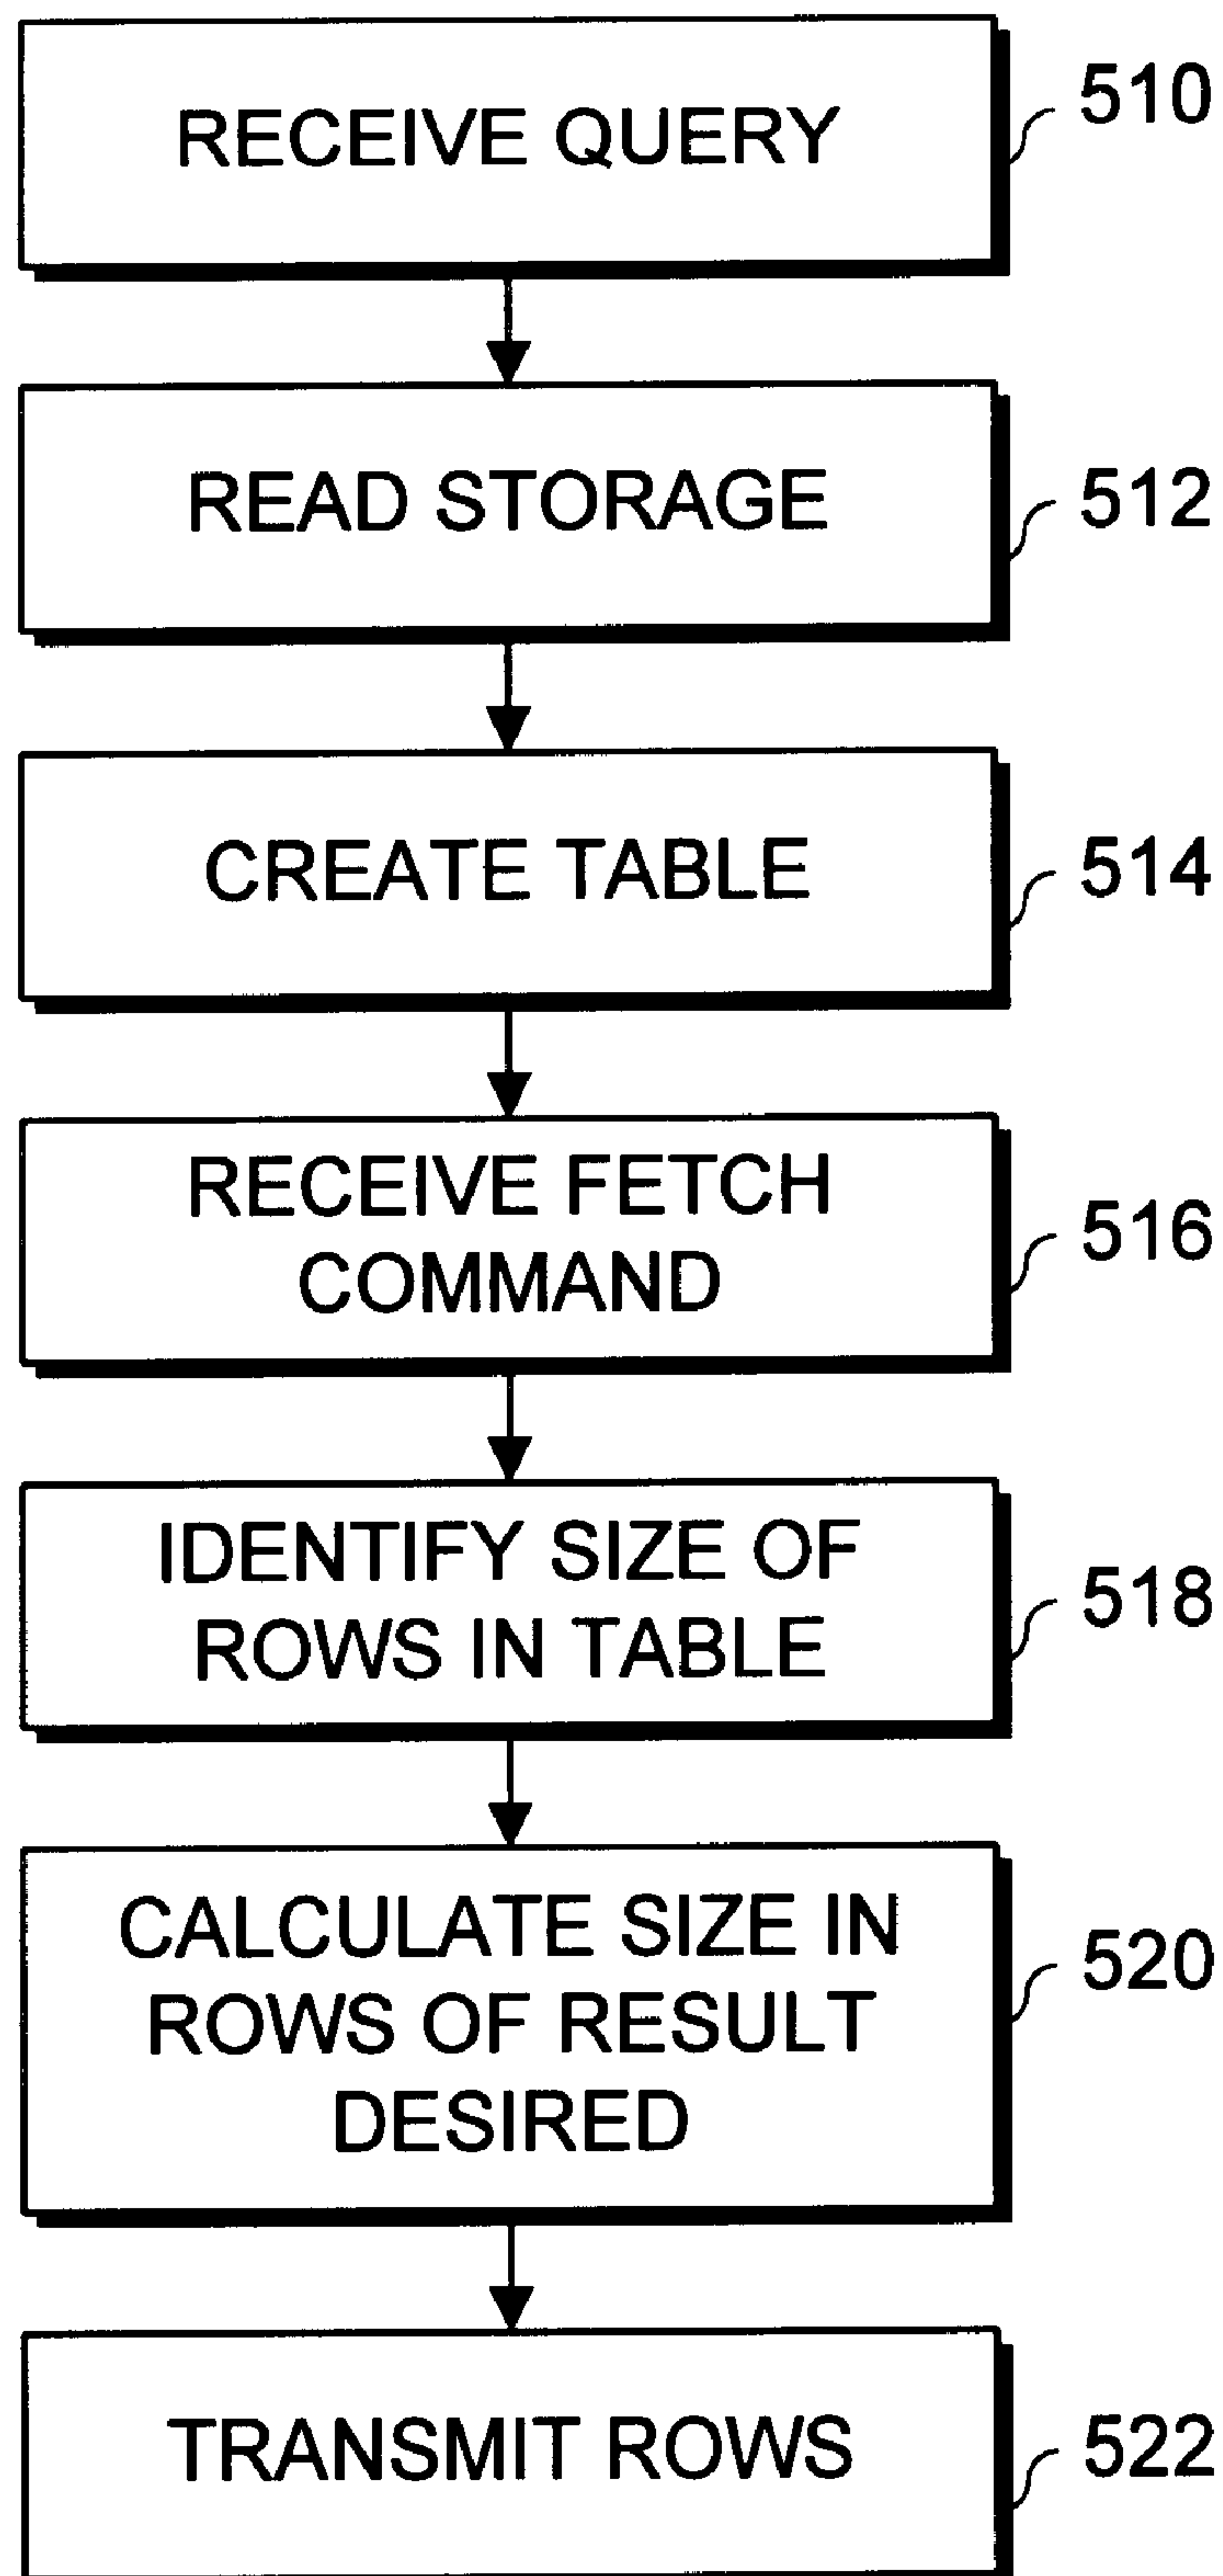 RECEIVE QUERY
510
READ STORAGE
512
CREATE TABLE
514
RECEIVE FETCH
COMMAND
516
IDENTIFY SIZE OF
ROWS IN TABLE
518
CALCULATE SIZE IN
ROWS OF RESULT
DESIRED
520
TRANSMIT ROWS
522